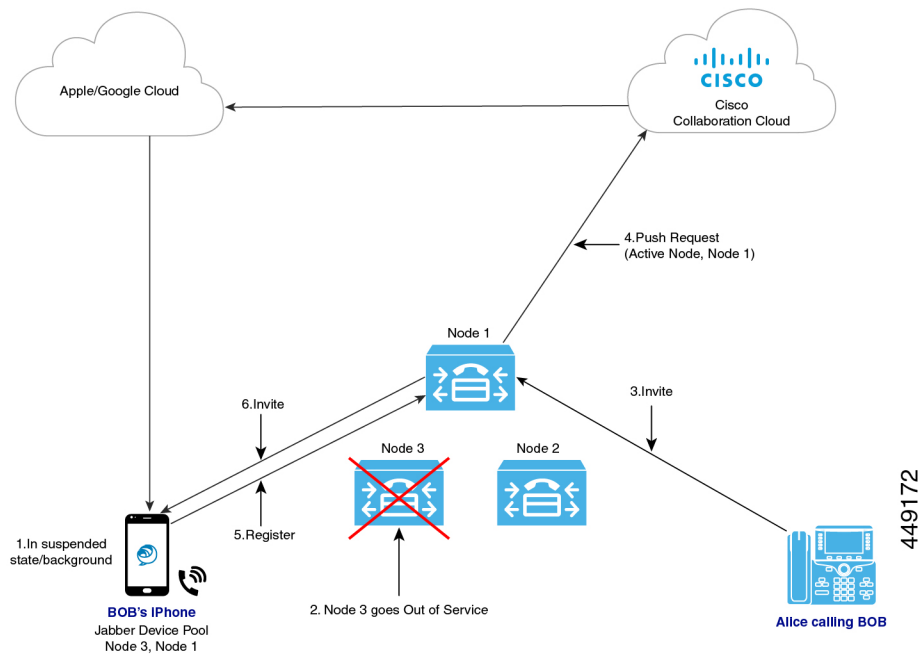 Apple/Google Cloud
CISCO
Cisco
Collaboration Cloud
4.Push Request
(Active Node, Node 1)
Node 1
6.Invite
3.Invite
Node 3
Node 2
5.Register
1.In suspended
state/background
2. Node 3 goes Out of Service
BOB's IPhone
Jabber Device Pool
Node 3, Node 1
Alice calling BOB
449172